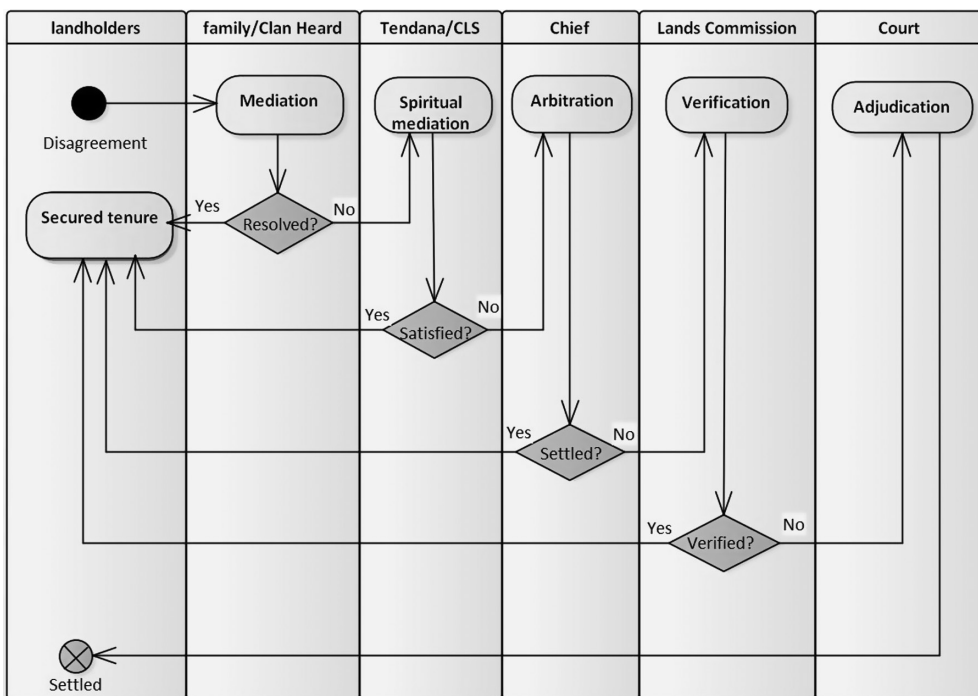 landholders
family/Clan Heard
Tendana/CLS
Chief
Lands Commission
Court
Mediation
Spiritual
mediation
Arbitration
Verification
Adjudication
Disagreement
Secured tenure
Yes
Resolved?
No
Yes
Satisfied?
No
Yes
Settled?
No
Yes
Verified?
No
Settled